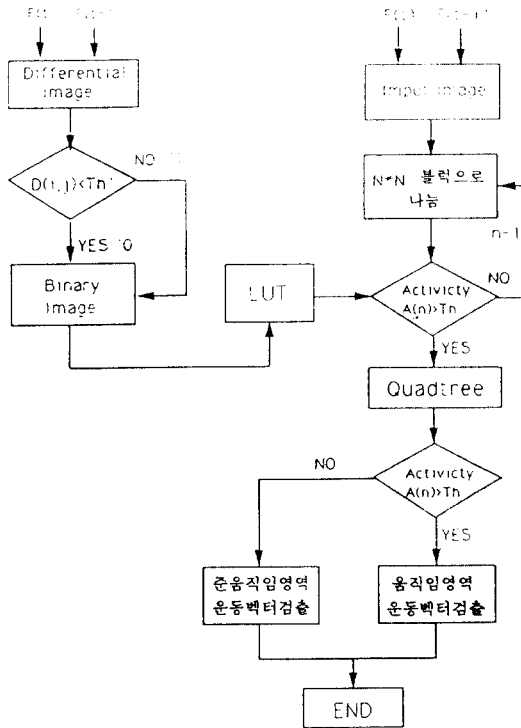 Differential
Image
D(i,j)<Th
NO
YES
Binary
Image
LUT
Input Image
N*N 블럭으로
나눔
n-1
Activicty
A(n)>Th
NO
YES
Quadtree
Activicty
A(n)>Th
NO
YES
준움직임영역
운동벡터검출
움직임영역
운동벡터검출
END